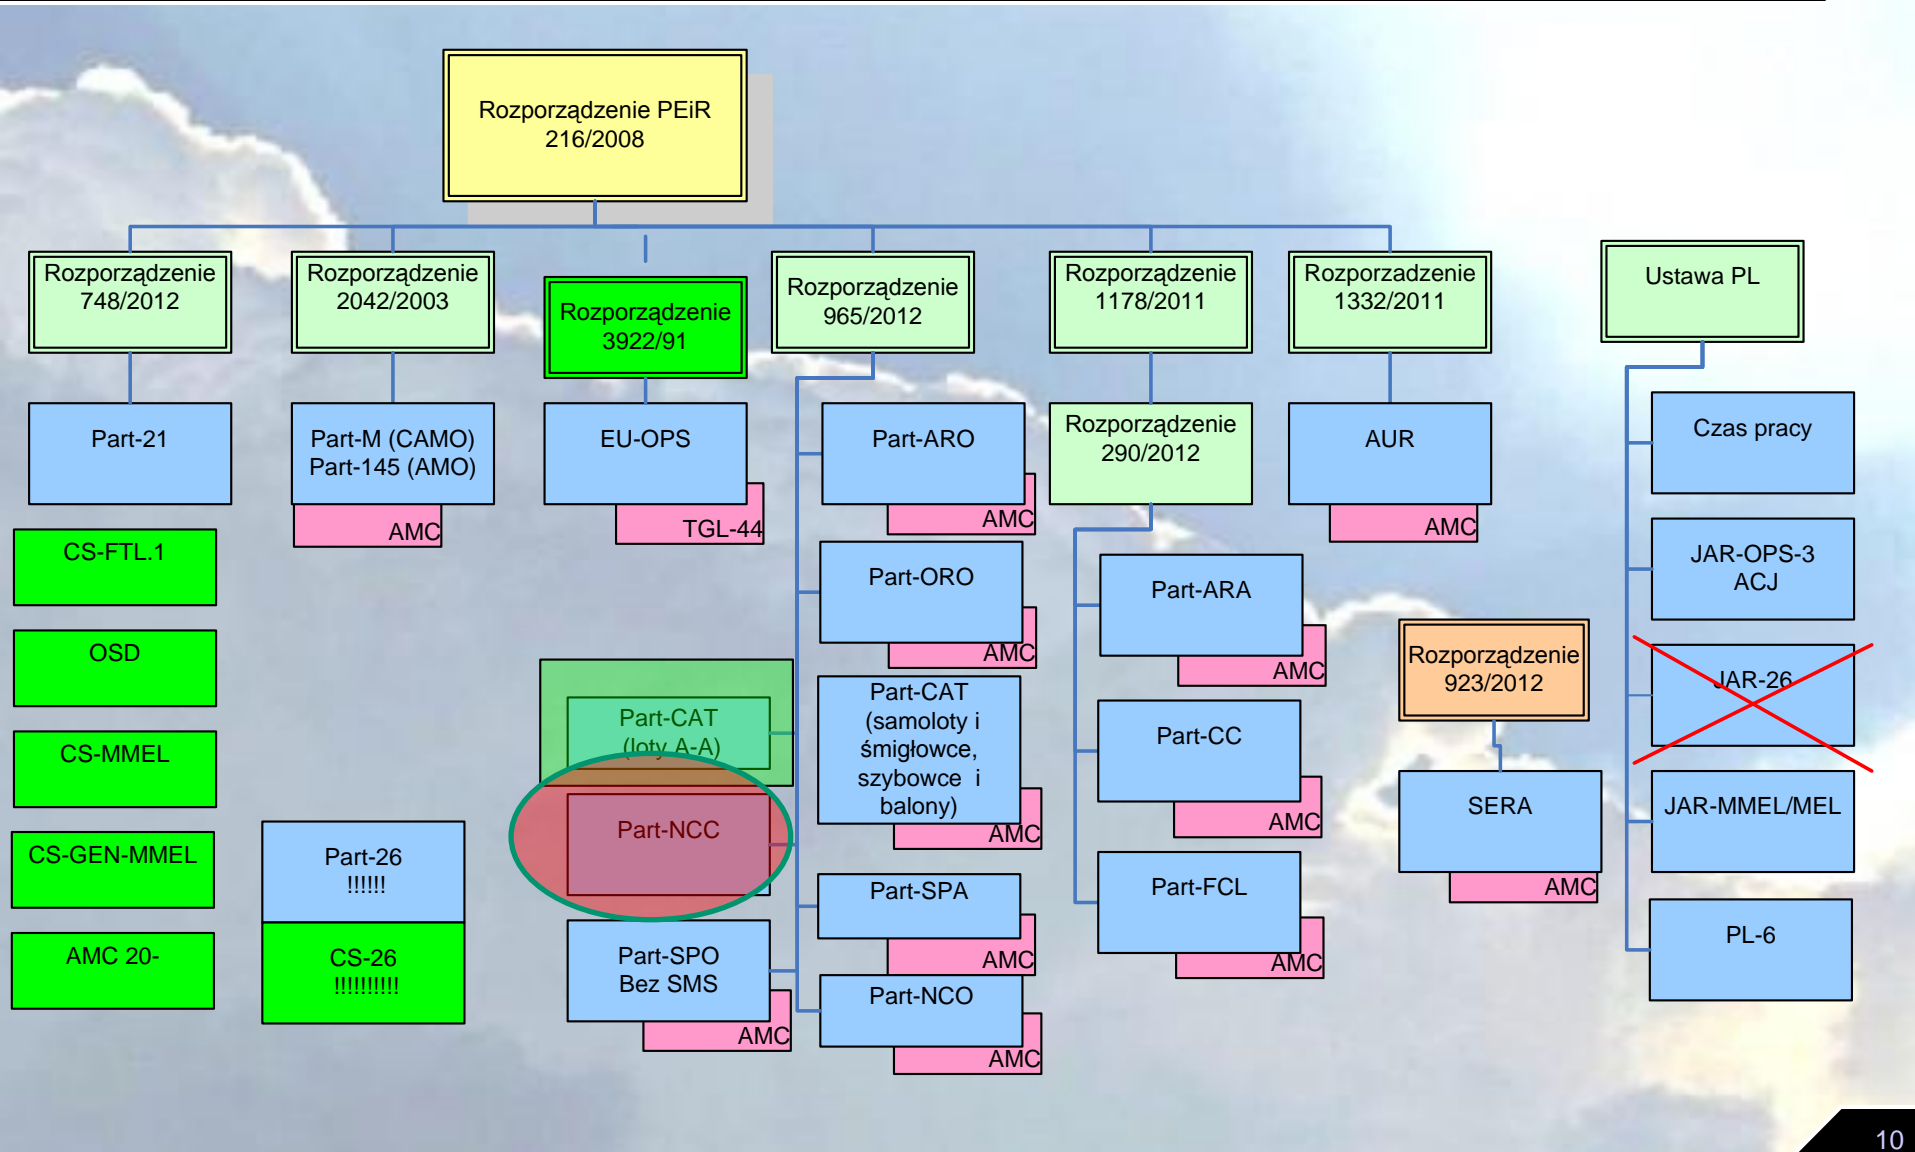 Rozporządzenie PEiR
216/2008
Rozporządzenie
748/2012
Rozporządzenie
2042/2003
Rozporządzenie
3922/91
Rozporządzenie
965/2012
Rozporządzenie
1178/2011
Rozporzadzenie
1332/2011
Ustawa PL
Part-21
Part-M (CAMO)
Part-145 (AMO)
AMC
EU-OPS
TGL-44
Part-ARO
AMC
Rozporządzenie
290/2012
AUR
AMC
Czas pracy
CS-FTL.1
OSD
CS-MMEL
CS-GEN-MMEL
AMC 20-
Part-26
!!!!!!
CS-26
!!!!!!!!!!
Part-CAT
(loty A-A)
Part-NCC
Part-SPO
Bez SMS
AMC
Part-ORO
AMC
Part-CAT
(samoloty i
śmigłowce,
szybowce i
balony)
AMC
Part-SPA
AMC
Part-NCO
AMC
Part-ARA
AMC
Part-CC
AMC
Part-FCL
AMC
Rozporządzenie
923/2012
SERA
AMC
JAR-OPS-3
ACJ
JAR-26
JAR-MMEL/MEL
PL-6
10